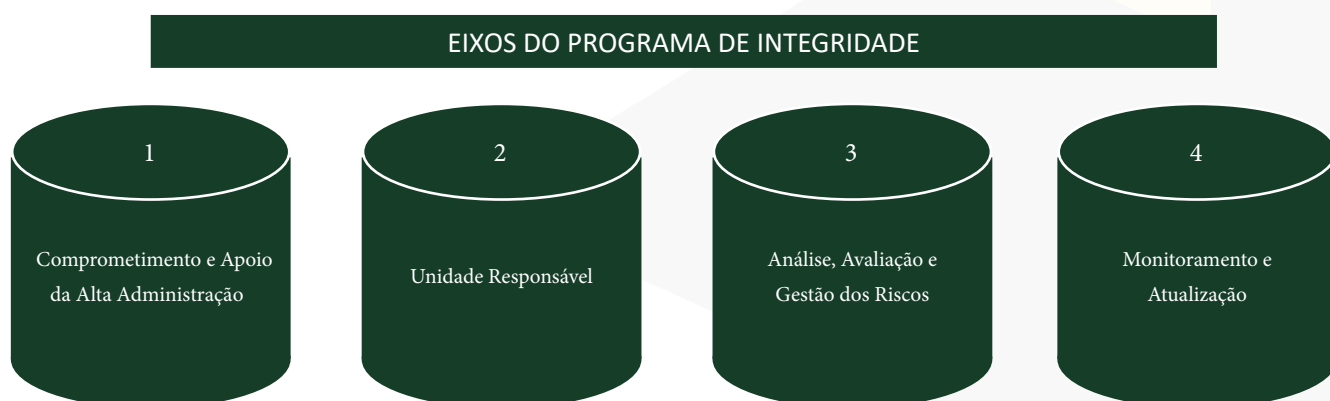 EIXOS DO PROGRAMA DE INTEGRIDADE
1
Comprometimento e Apoio
da Alta Administração
2
Unidade Responsável
3
Análise, Avaliação e
Gestão dos Riscos
4
Monitoramento e
Atualização